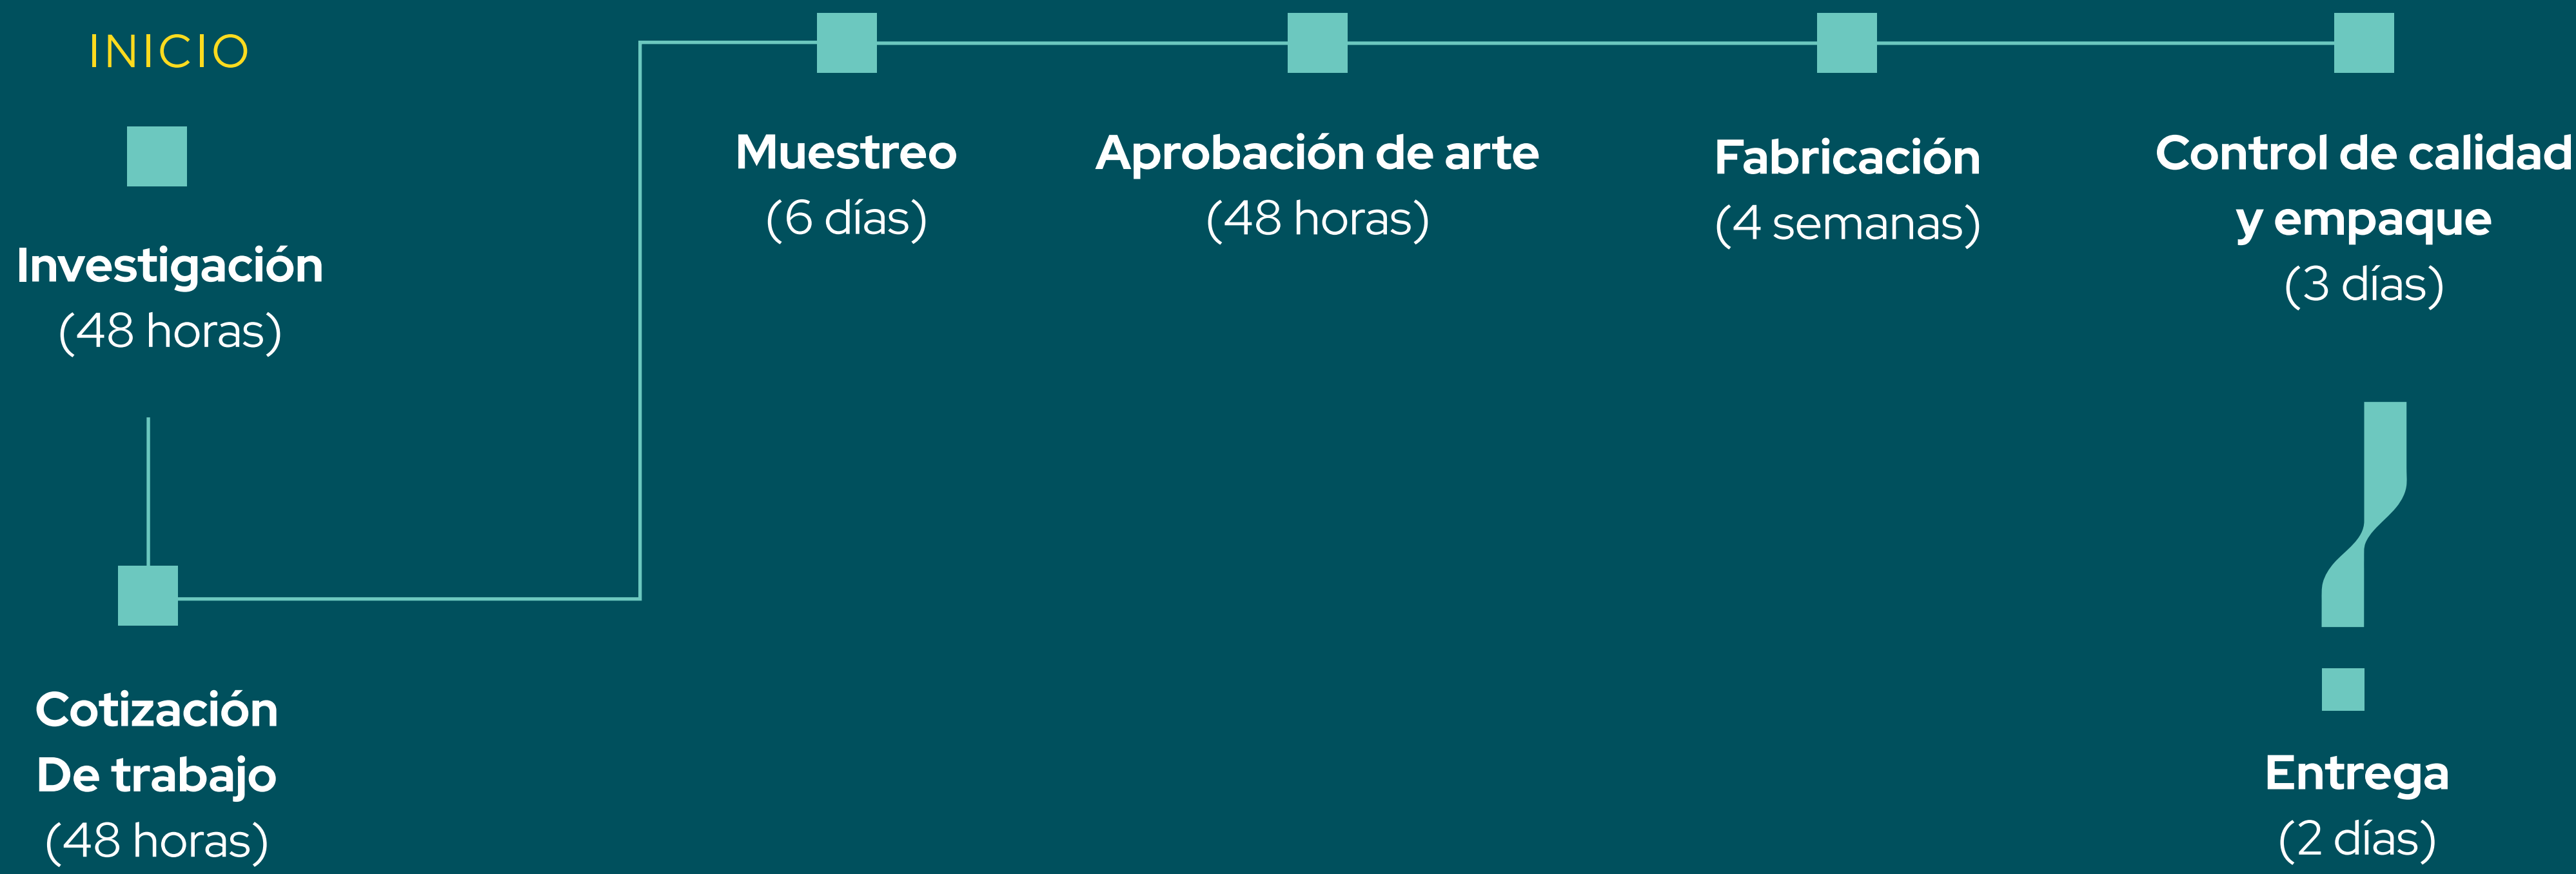 INICIO
Investigación
(48 horas)
Cotización
De trabajo
(48 horas)
Muestreo
(6 días)
Aprobación de arte
(48 horas)
Fabricación
(4 semanas)
Control de calidad
y empaque
(3 días)
Entrega
(2 días)